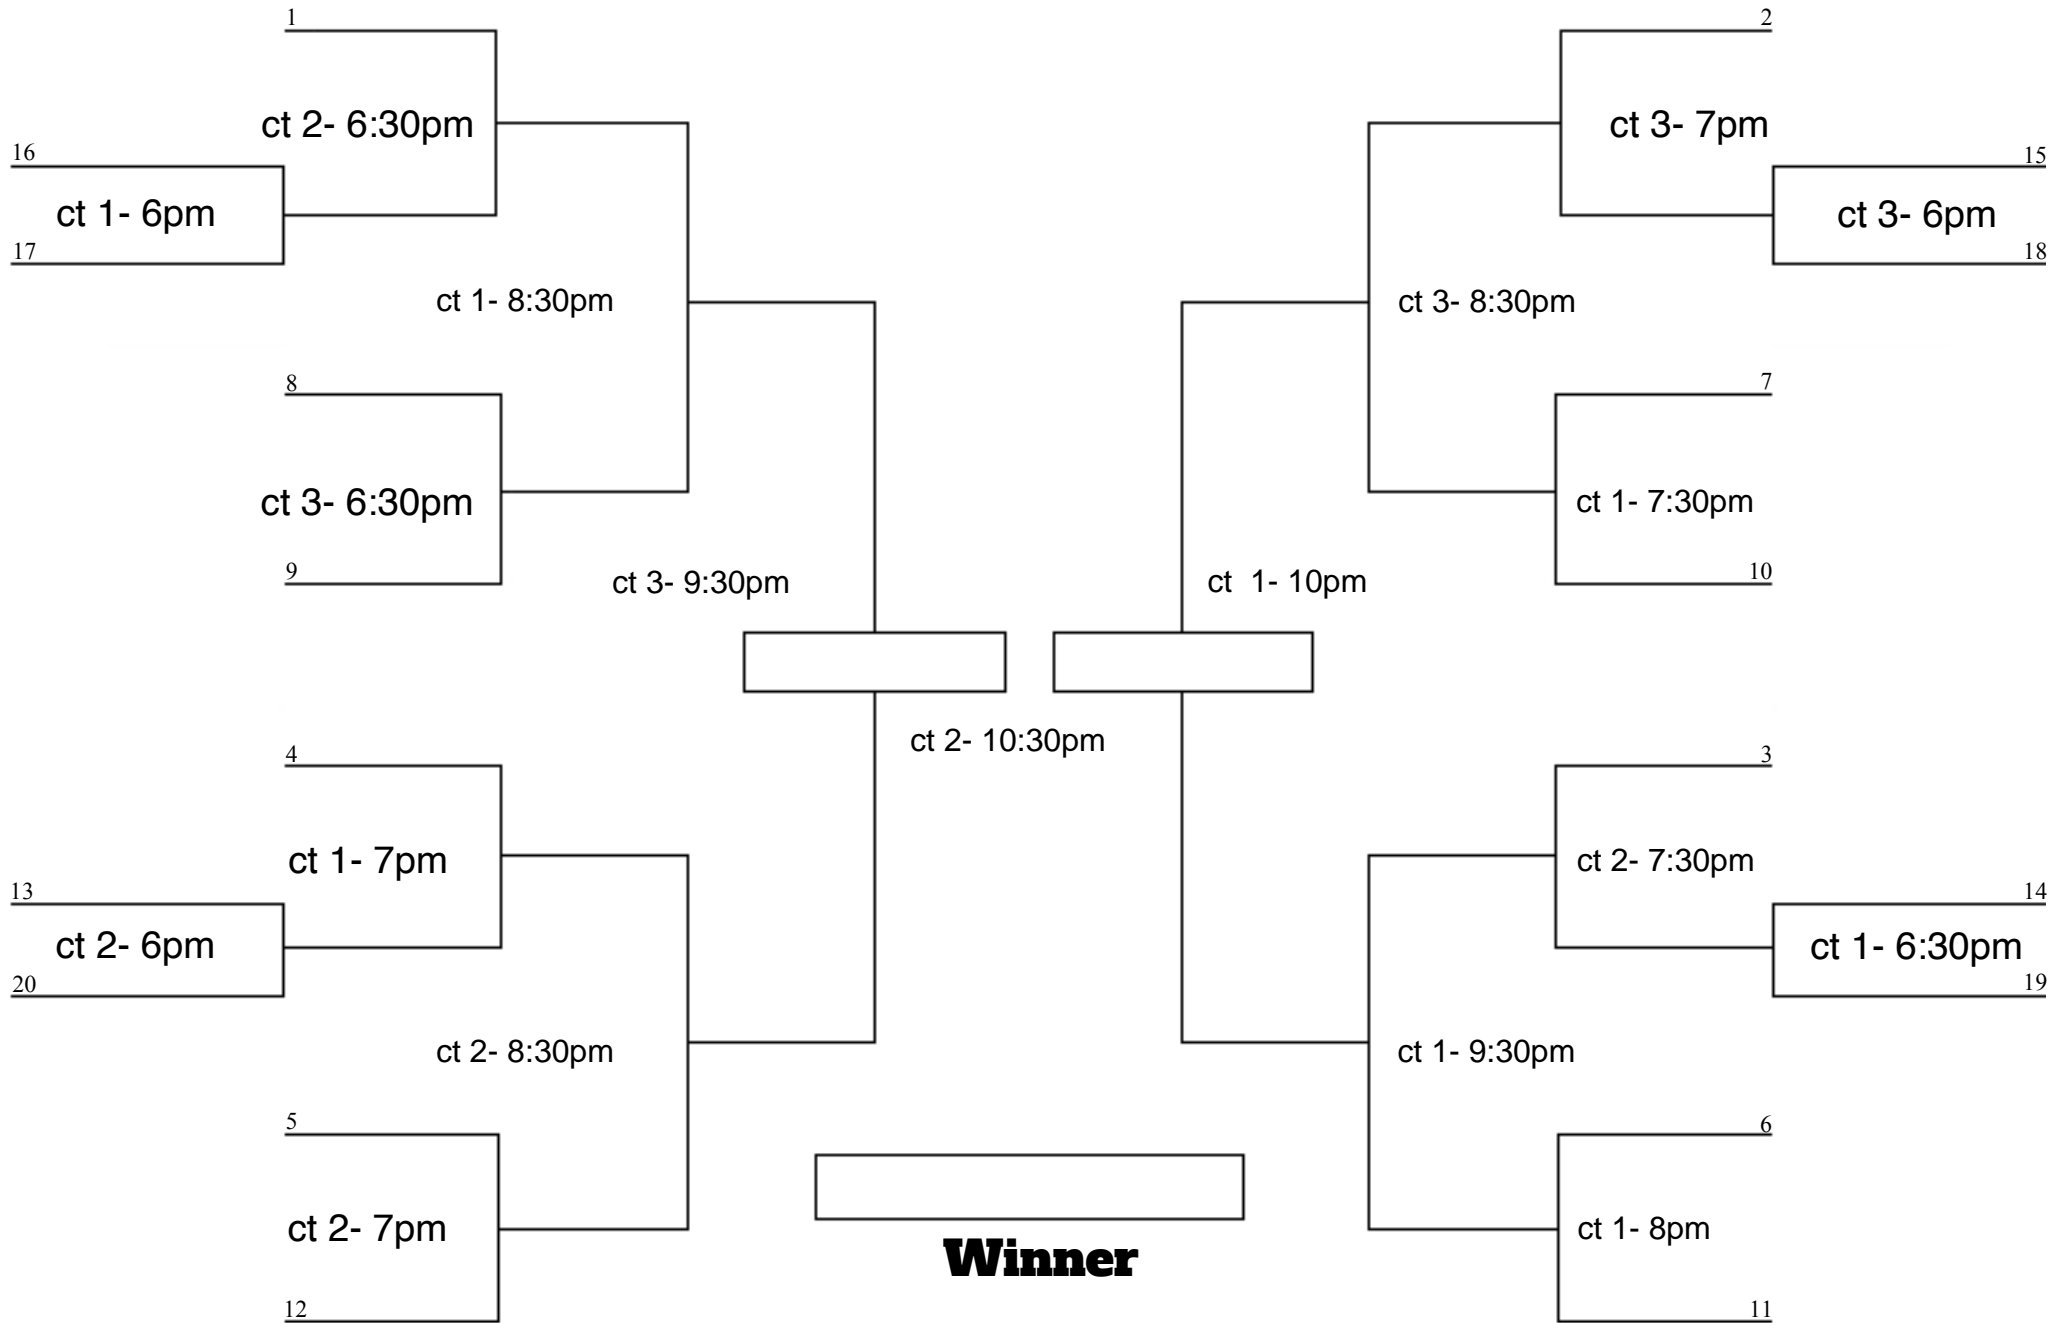 1
2
ct 2- 6:30pm
ct 3- 7pm
16
15
ct 1- 6pm
ct 3- 6pm
17
18
ct 1- 8:30pm
ct 3- 8:30pm
8
7
ct 3- 6:30pm
ct 1- 7:30pm
9
10
ct 3- 9:30pm
ct  1- 10pm
ct 2- 10:30pm
4
3
ct 1- 7pm
ct 2- 7:30pm
13
14
ct 2- 6pm
ct 1- 6:30pm
20
19
ct 2- 8:30pm
ct 1- 9:30pm
5
6
ct 2- 7pm
ct 1- 8pm
Winner
12
11